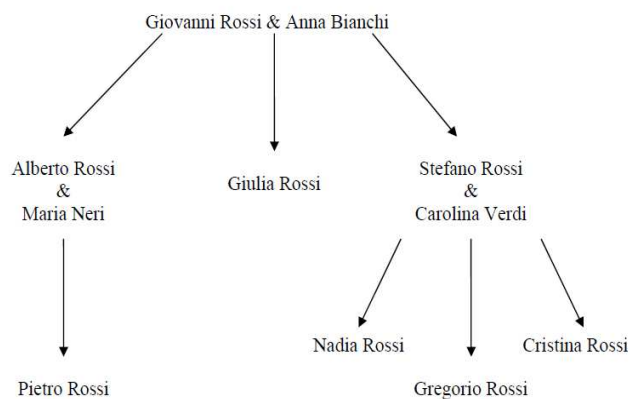 Giovanni Rossi & Anna Bianchi
Alberto Rossi
&
Maria Neri
Giulia Rossi
Stefano Rossi
&
Carolina Verdi
Nadia Rossi
Cristina Rossi
Pietro Rossi
Gregorio Rossi